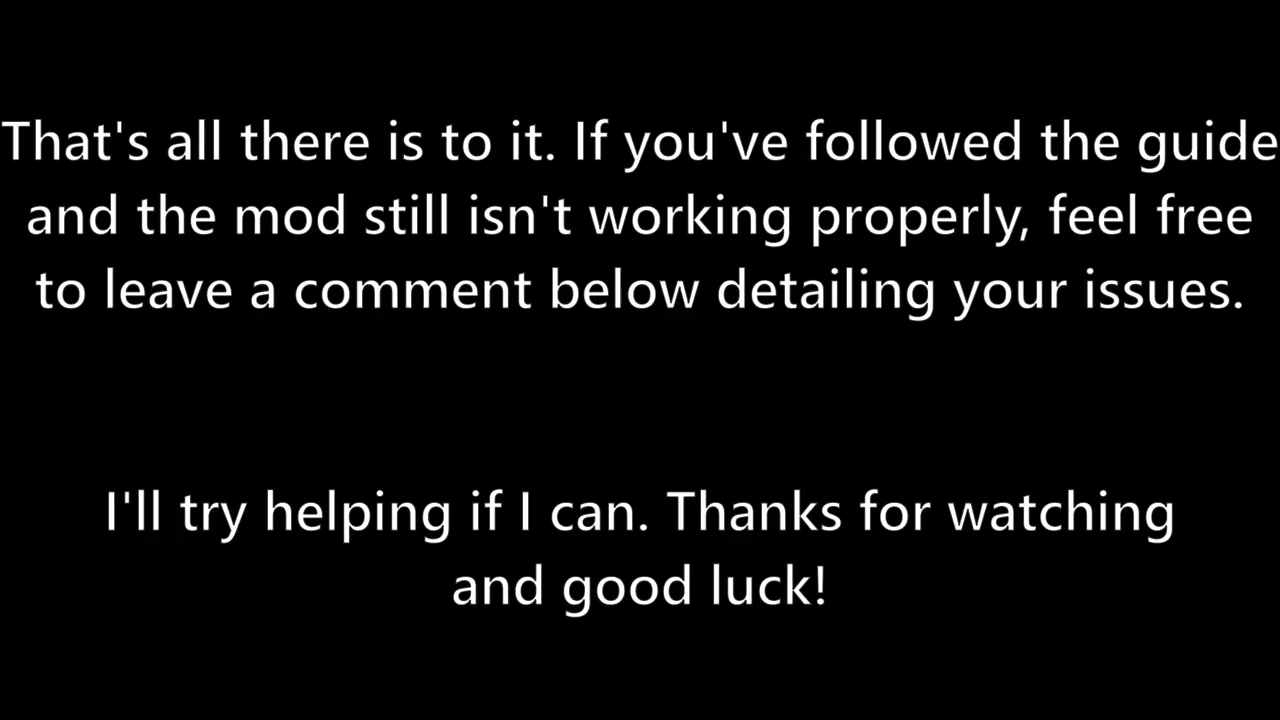 That's all there is to it. If you've followed the guide
and the mod still isn't working properly, feel free
to leave a comment below detailing your issues.
I'll try helping if I can. Thanks for watching
and good luck!